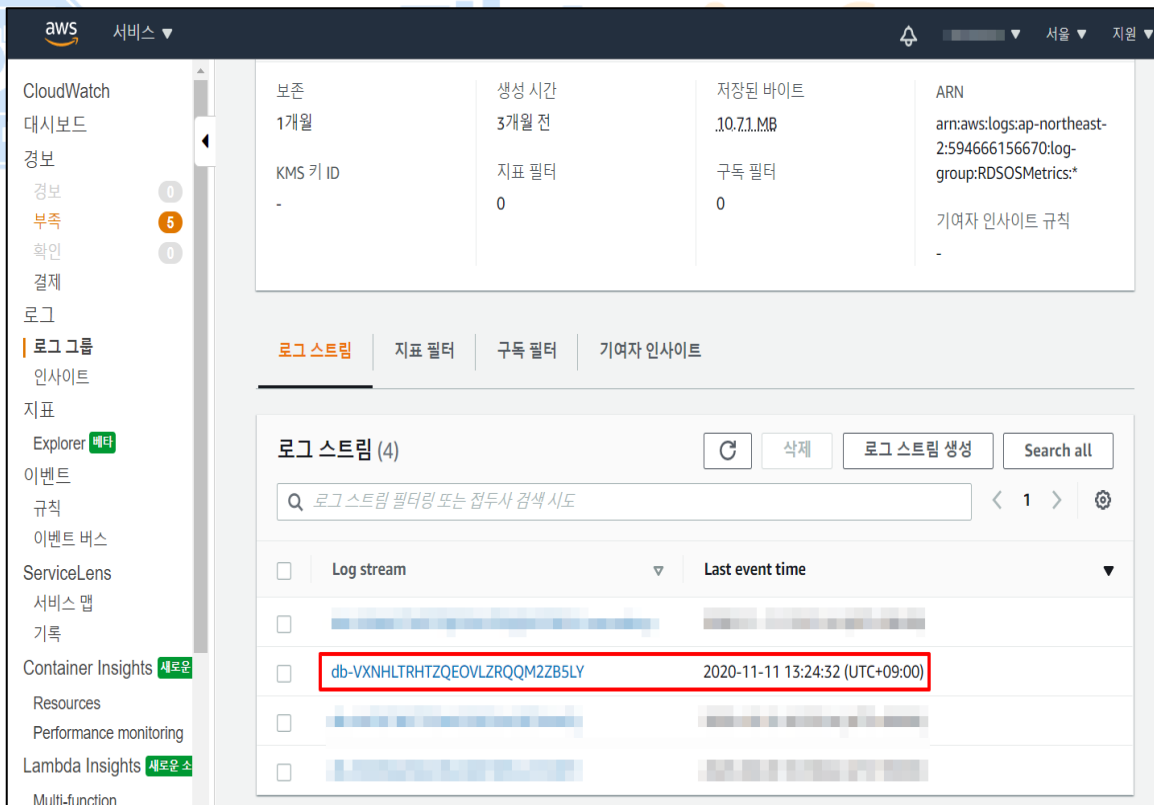 aws 서비스 ▼ 서울 ▼ 지원 ▼
CloudWatch
대시보드
경보
경보 0
부족 5
확인 0
결제
로그
로그 그룹
인사이트
지표
Explorer 베타
이벤트
규칙
이벤트 버스
ServiceLens
서비스 맵
기록
Container Insights 새로운
Resources
Performance monitoring
Lambda Insights 새로운 소
Multi-function
보존
1개월
KMS 키 ID
-
생성 시간
3개월 전
지표 필터
0
저장된 바이트
10.71 MB
구독 필터
0
ARN
arn:aws:logs:ap-northeast-
2:594666156670:log-
group:RDSOSMetrics:*
기여자 인사이트 규칙
-
로그 스트림 지표 필터 구독 필터 기여자 인사이트
로그 스트림 (4) 삭제 로그 스트림 생성 Search all
로그 스트림 필터링 또는 접두사 검색 시도 1
Log stream Last event time
db-VXNHLTRHTZQEOVLZRQQM2ZB5LY 2020-11-11 13:24:32 (UTC+09:00)